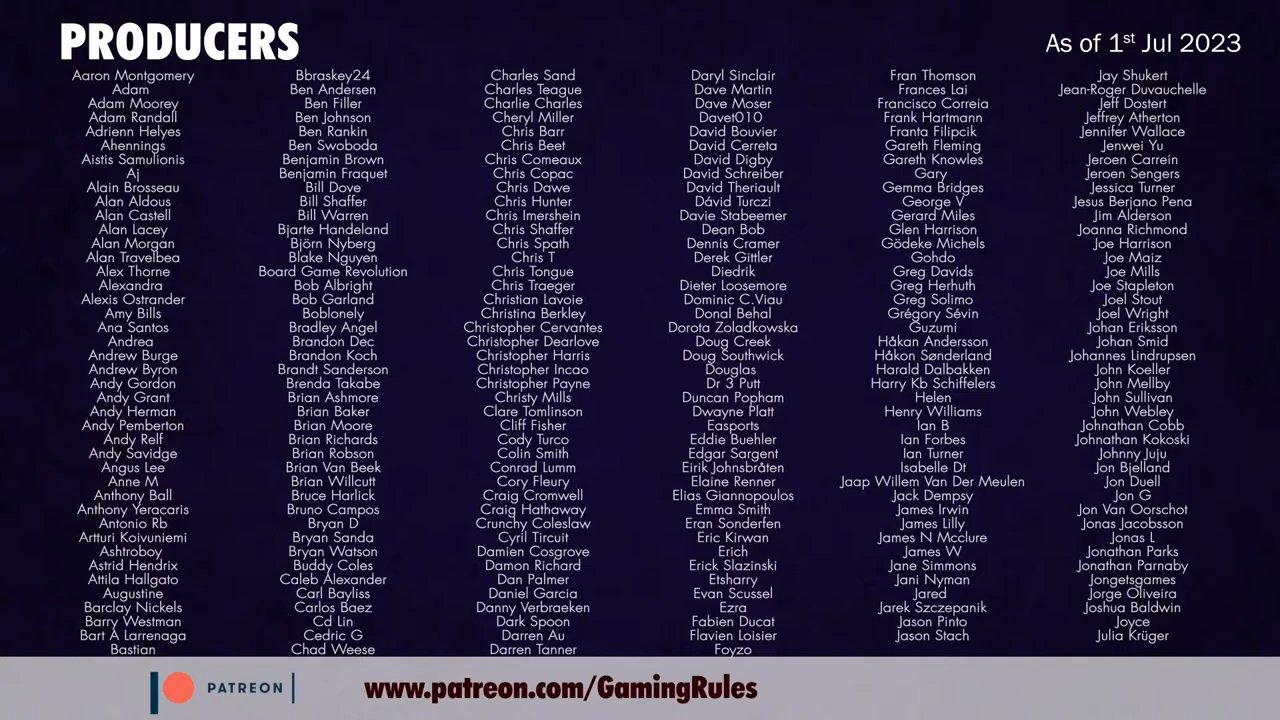 PRODUCERS
As of 1st Jul 2023
Aaron Montgomery
Adam
Adam Moorey
Adam Randall
Adrienn Helyes
Ahennings
Aistis Samulionis
Aj
Alain Brosseau
Alan Aldous
Alan Castell
Alan Lacey
Alan Morgan
Alan Travelbea
Alex Thorne
Alexandra
Alexis Ostrander
Amy Bills
Ana Santos
Andrea
Andrew Burge
Andrew Byron
Andy Gordon
Andy Grant
Andy Herman
Andy Pemberton
Andy Relf
Andy Savidge
Angus Lee
Anne M
Anthony Ball
Anthony Yeracaris
Antonio Rb
Artturi Koivuniemi
Ashtroboy
Astrid Hendrix
Attila Hallgato
Augustine
Barclay Nickels
Barry Westman
Bart A Larrenaga
Bastian
Bbraskey24
Ben Andersen
Ben Filler
Ben Johnson
Ben Rankin
Ben Swoboda
Benjamin Brown
Benjamin Fraquet
Bill Dove
Bill Shaffer
Bill Warren
Bjarte Handeland
Björn Nyberg
Blake Nguyen
Board Game Revolution
Bob Albright
Bob Garland
Boblonely
Bradley Angel
Brandon Dec
Brandon Koch
Brandt Sanderson
Brenda Takabe
Brian Ashmore
Brian Baker
Brian Moore
Brian Richards
Brian Robson
Brian Van Beek
Brian Willcutt
Bruce Harlick
Bruno Campos
Bryan D
Bryan Sanda
Bryan Watson
Buddy Coles
Caleb Alexander
Carl Bayliss
Carlos Baez
Cd Lin
Cedric G
Chad Weese
Charles Sand
Charles Teague
Charlie Charles
Cheryl Miller
Chris Barr
Chris Beet
Chris Comeaux
Chris Copac
Chris Dawe
Chris Hunter
Chris Imershein
Chris Shaffer
Chris Spath
Chris T
Chris Tongue
Chris Traeger
Christian Lavoie
Christina Berkley
Christopher Cervantes
Christopher Dearlove
Christopher Harris
Christopher Incao
Christopher Payne
Christy Mills
Clare Tomlinson
Cliff Fisher
Cody Turco
Colin Smith
Conrad Lumm
Cory Fleury
Craig Cromwell
Craig Hathaway
Crunchy Coleslaw
Cyril Tircuit
Damien Cosgrove
Damon Richard
Dan Palmer
Daniel Garcia
Danny Verbraeken
Dark Spoon
Darren Au
Darren Tanner
Daryl Sinclair
Dave Martin
Dave Moser
Davet010
David Bouvier
David Cerreta
David Digby
David Schreiber
David Theriault
Dávid Turczi
Davie Stabeemer
Dean Bob
Dennis Cramer
Derek Gittler
Diedrik
Dieter Loosemore
Dominic C.Viau
Donal Behal
Dorota Zoladkowska
Doug Creek
Doug Southwick
Douglas
Dr 3 Putt
Duncan Popham
Dwayne Platt
Easports
Eddie Buehler
Edgar Sargent
Eirik Johnsbråten
Elaine Renner
Elias Giannopoulos
Emma Smith
Eran Sonderfen
Eric Kirwan
Erich
Erick Slazinski
Etsharry
Evan Scussel
Ezra
Fabien Ducat
Flavien Loisier
Foyzo
Fran Thomson
Frances Lai
Francisco Correia
Frank Hartmann
Franta Filipcik
Gareth Fleming
Gareth Knowles
Gary
Gemma Bridges
George V
Gerard Miles
Glen Harrison
Gödeke Michels
Gohdo
Greg Davids
Greg Herhuth
Greg Solimo
Grégory Sévin
Guzumi
Håkan Andersson
Håkon Sønderland
Harald Dalbakken
Harry Kb Schiffelers
Helen
Henry Williams
Ian B
Ian Forbes
Ian Turner
Isabelle Dt
Jaap Willem Van Der Meulen
Jack Dempsy
James Irwin
James Lilly
James N Mcclure
James W
Jane Simmons
Jani Nyman
Jared
Jarek Szczepanik
Jason Pinto
Jason Stach
Jay Shukert
Jean-Roger Duvauchelle
Jeff Dostert
Jeffrey Atherton
Jennifer Wallace
Jenwei Yu
Jeroen Carrein
Jeroen Sengers
Jessica Turner
Jesus Berjano Pena
Jim Alderson
Joanna Richmond
Joe Harrison
Joe Maiz
Joe Mills
Joe Stapleton
Joel Stout
Joel Wright
Johan Eriksson
Johan Smid
Johannes Lindrupsen
John Koeller
John Mellby
John Sullivan
John Webley
Johnathan Cobb
Johnathan Kokoski
Johnny Juju
Jon Bjelland
Jon Duell
Jon G
Jon Van Oorschot
Jonas Jacobsson
Jonas L
Jonathan Parks
Jonathan Parnaby
Jongetsgames
Jorge Oliveira
Joshua Baldwin
Joyce
Julia Krüger
PATREON
www.patreon.com/GamingRules